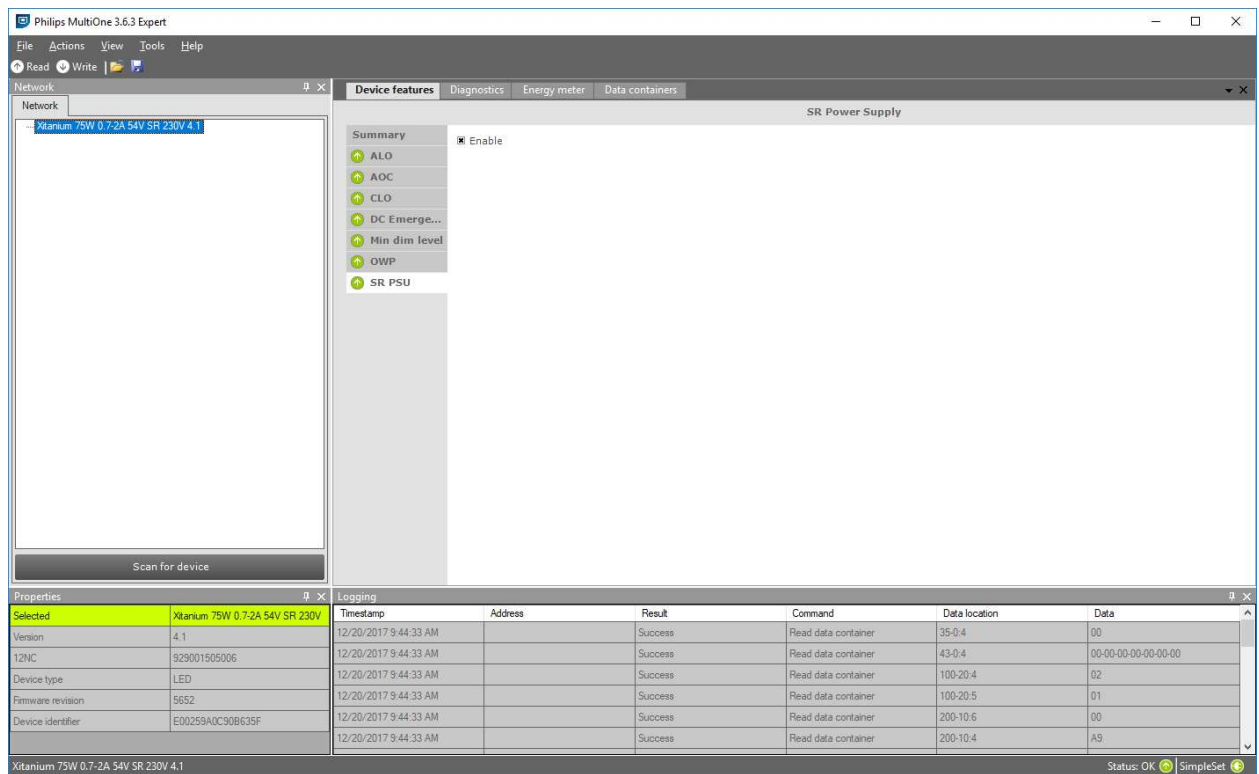 Philips MultiOne 3.6.3 Expert
File Actions View Tools Help
Read Write
Network
Network
Xitanium 75W 0.7-2A 54V SR 230V 4.1
Scan for device
Device features Diagnostics Energy meter Data containers
SR Power Supply
Summary
ALO
AOC
CLO
DC Emerge...
Min dim level
OWP
SR PSU
Enable
Properties
Selected Xitanium 75W 0.7-2A 54V SR 230V
Version 4.1
12NC 929001505006
Device type LED
Firmware revision 5652
Device identifier E00259A0C90B635F
Logging
Timestamp Address Result Command Data location Data
12/20/2017 9:44:33 AM Success Read data container 35-0:4 00
12/20/2017 9:44:33 AM Success Read data container 43-0:4 00-00-00-00-00-00-00
12/20/2017 9:44:33 AM Success Read data container 100-20:4 02
12/20/2017 9:44:33 AM Success Read data container 100-20:5 01
12/20/2017 9:44:33 AM Success Read data container 200-10:6 00
12/20/2017 9:44:33 AM Success Read data container 200-10:4 A9
Xitanium 75W 0.7-2A 54V SR 230V 4.1
Status: OK SimpleSet